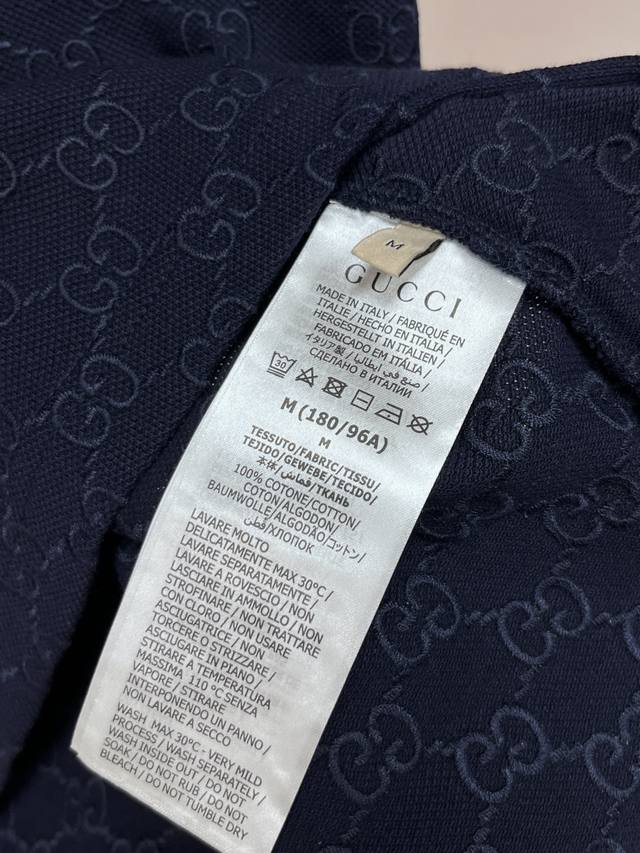 M
GUCCI
MADE IN ITALY / FABRIQUÉ EN
ITALIE / HECHO EN ITALIA /
HERGESTELLT IN ITALIEN /
FABRICADO EM ITÁLIA /
イタリア製 / صنع في ايطاليا /
СДЕЛАНО В ИТАЛИИ
30
M (180/96A)
M
TESSUTO/FABRIC/TISSU/
TEJIDO/GEWEBE/TECIDO/
本体/قماش/ТКАНЬ
100% COTONE/COTTON/
COTON/ALGODON/
BAUMWOLLE/ALGODÃO/コットン/
قطن/ХЛОПОК
LAVARE MOLTO
DELICATAMENTE MAX 30°C/
LAVARE SEPARATAMENTE/
LAVARE A ROVESCIO/NON
LASCIARE IN AMMOLLO/NON
STROFINARE/NON TRATTARE
CON CLORO/NON USARE
ASCIUGATRICE/NON
TORCERE O STRIZZARE/
ASCIUGARE IN PIANO/
STIRARE A TEMPERATURA
MASSIMA 110 °C SENZA
VAPORE/STIRARE
INTERPONENDO UN PANNO/
NON LAVARE A SECCO
WASH MAX 30°C - VERY MILD
PROCESS/WASH SEPARATELY/
WASH INSIDE OUT/DO NOT
SOAK/DO NOT RUB/DO NOT
BLEACH/DO NOT TUMBLE DRY